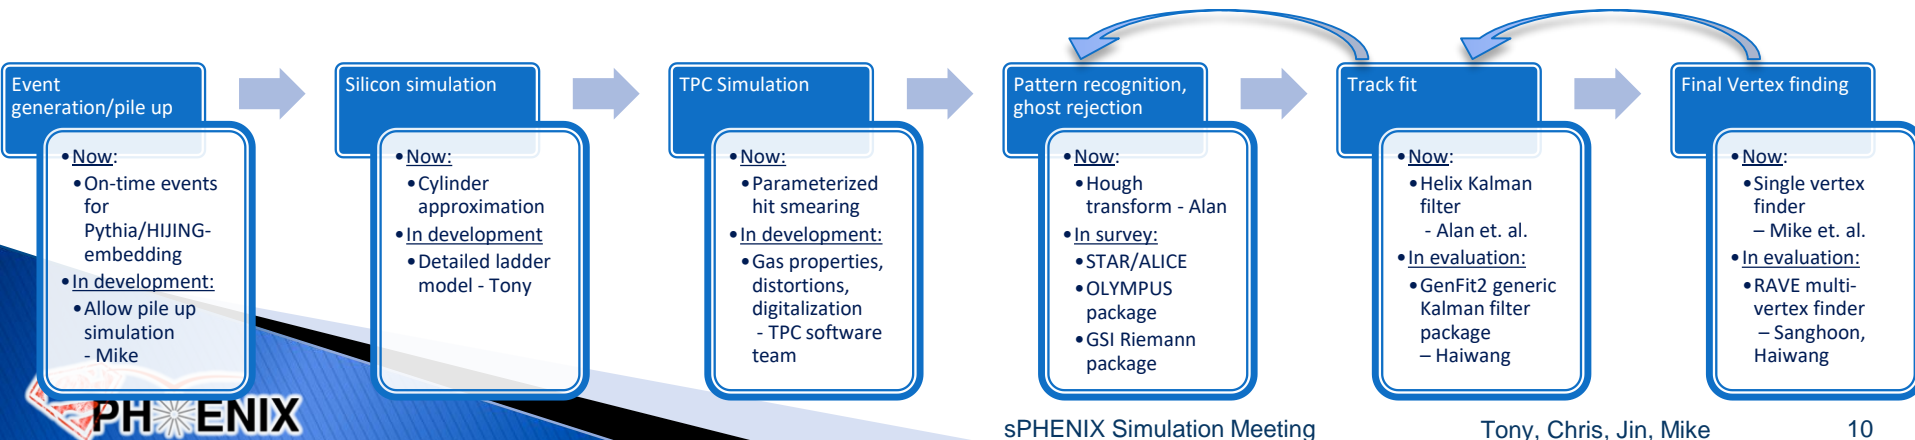 Event
generation/pile up
•Now:
•On-time events
for
Pythia/HIJING-
embedding
•In development:
•Allow pile up
simulation
- Mike
Silicon simulation
•Now:
•Cylinder
approximation
•In development
•Detailed ladder
model - Tony
TPC Simulation
•Now:
•Parameterized
hit smearing
•In development:
•Gas properties,
distortions,
digitalization
- TPC software
team
Pattern recognition,
ghost rejection
•Now:
•Hough
transform - Alan
•In survey:
•STAR/ALICE
•OLYMPUS
package
•GSI Riemann
package
Track fit
•Now:
•Helix Kalman
filter
- Alan et. al.
•In evaluation:
•GenFit2 generic
Kalman filter
package
– Haiwang
Final Vertex finding
•Now:
•Single vertex
finder
– Mike et. al.
•In evaluation:
•RAVE multi-
vertex finder
– Sanghoon,
Haiwang
PHENIX
sPHENIX Simulation Meeting
Tony, Chris, Jin, Mike
10